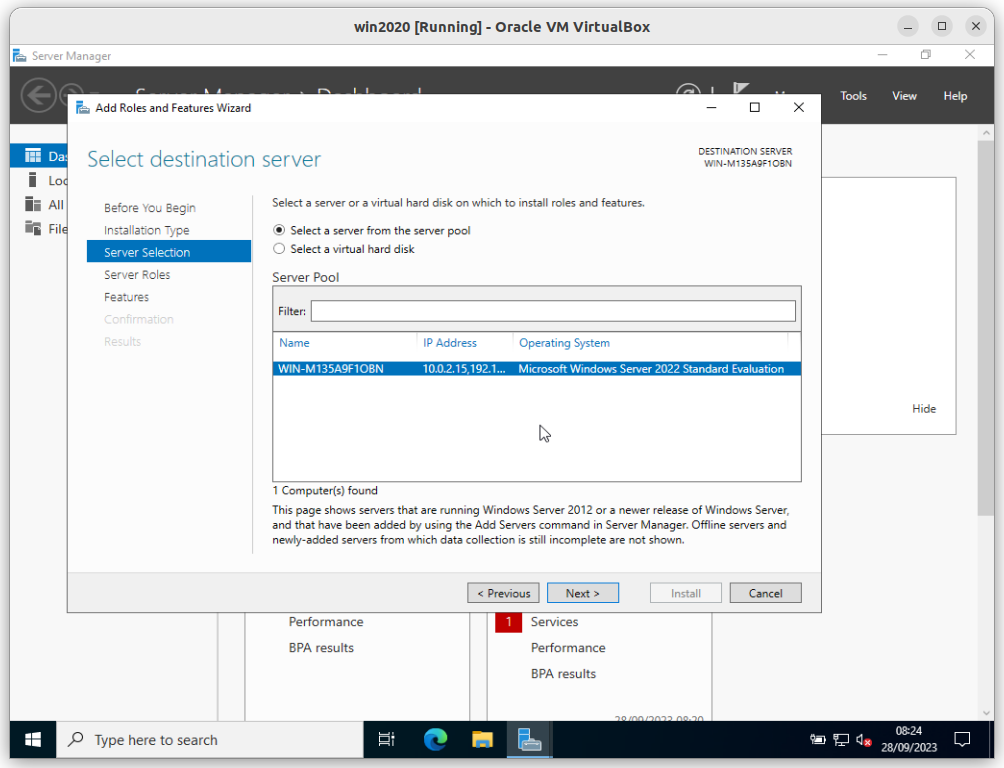 win2020 [Running] - Oracle VM VirtualBox
Server Manager
Tools View Help
Add Roles and Features Wizard
Select destination server
DESTINATION SERVER
WIN-M135A9F1OBN
Das
Loc
All
File
Before You Begin
Installation Type
Server Selection
Server Roles
Features
Confirmation
Results
Select a server or a virtual hard disk on which to install roles and features.
Select a server from the server pool
Select a virtual hard disk
Server Pool
Filter:
Name IP Address Operating System
WIN-M135A9F1OBN 10.0.2.15,192.1... Microsoft Windows Server 2022 Standard Evaluation
1 Computer(s) found
This page shows servers that are running Windows Server 2012 or a newer release of Windows Server,
and that have been added by using the Add Servers command in Server Manager. Offline servers and
newly-added servers from which data collection is still incomplete are not shown.
Hide
< Previous Next > Install Cancel
Performance
BPA results
1 Services
Performance
BPA results
28/09/2023 08:20
Type here to search
08:24
28/09/2023